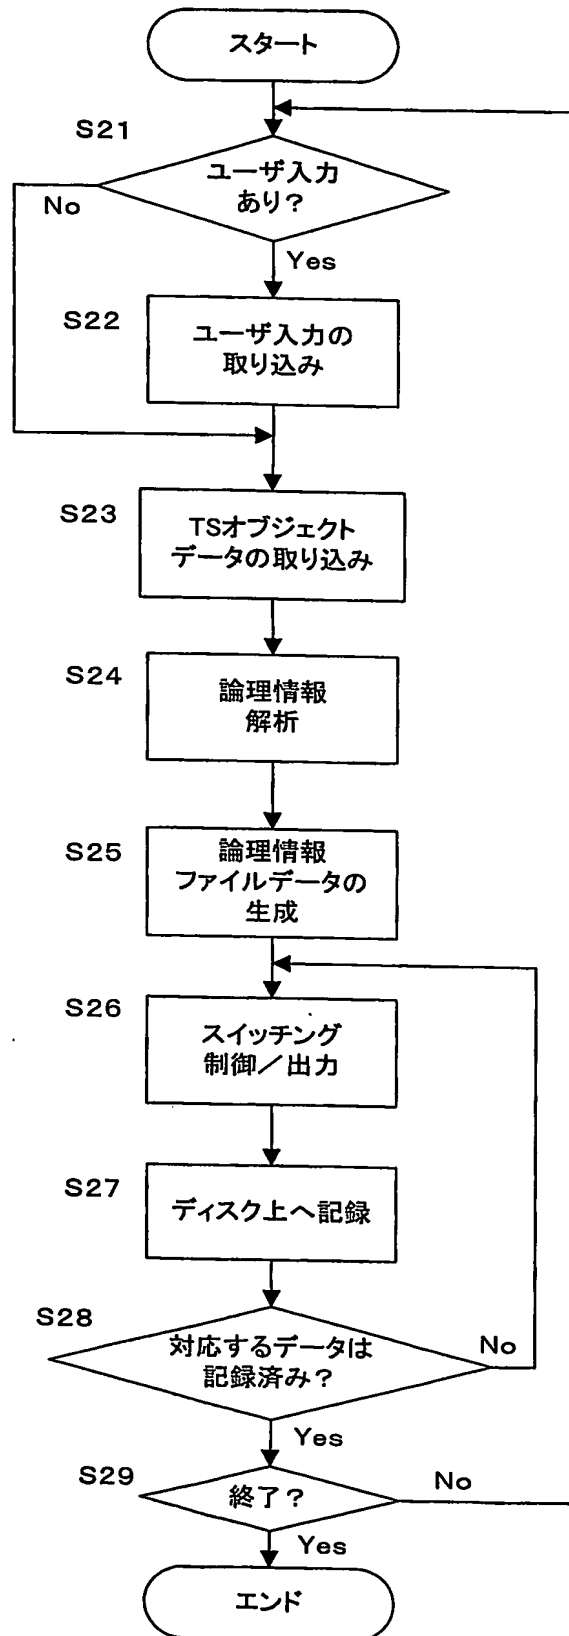 スタート
S21
ユーザ入力
あり？
No
Yes
S22
ユーザ入力の
取り込み
S23
TSオブジェクト
データの取り込み
S24
論理情報
解析
S25
論理情報
ファイルデータの
生成
S26
スイッチング
制御／出力
S27
ディスク上へ記録
S28
対応するデータは
記録済み？
No
Yes
S29
終了？
No
Yes
エンド